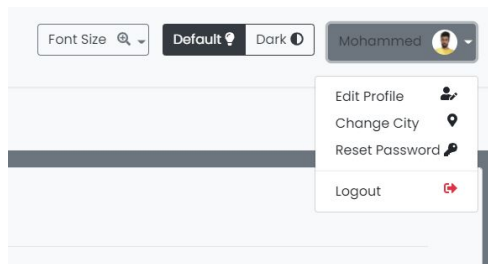 Font Size
Default Dark
Mohammed
Edit Profile
Change City
Reset Password
Logout